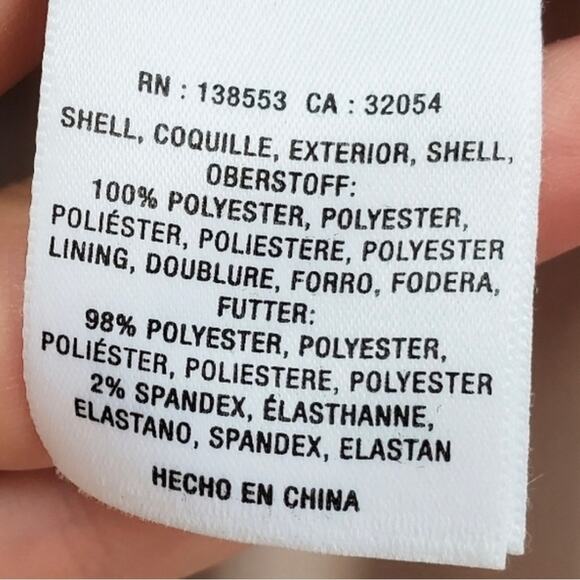 RN : 138553 CA : 32054
SHELL, COQUILLE, EXTERIOR, SHELL,
OBERSTOFF:
100% POLYESTER, POLYESTER,
POLIÉSTER, POLIESTERE, POLYESTER
LINING, DOUBLURE, FORRO, FODERA,
FUTTER:
98% POLYESTER, POLYESTER,
POLIÉSTER, POLIESTERE, POLYESTER
2% SPANDEX, ÉLASTHANNE,
ELASTANO, SPANDEX, ELASTAN
HECHO EN CHINA